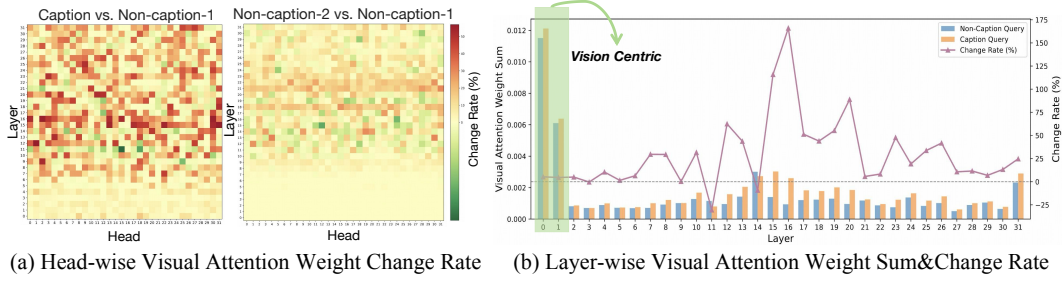 Caption vs. Non-caption-1
Non-caption-2 vs. Non-caption-1
Layer
Head
Layer
Head
Change Rate (%)
(a) Head-wise Visual Attention Weight Change Rate
Vision Centric
Non-Caption Query
Caption Query
Change Rate (%)
Visual Attention Weight Sum
0.012
0.010
0.008
0.006
0.004
0.002
0.000
0 1 2 3 4 5 6 7 8 9 10 11 12 13 14 15 16 17 18 19 20 21 22 23 24 25 26 27 28 29 30 31
Layer
175
150
125
100
75
50
25
0
−25
Change Rate (%)
(b) Layer-wise Visual Attention Weight Sum&Change Rate